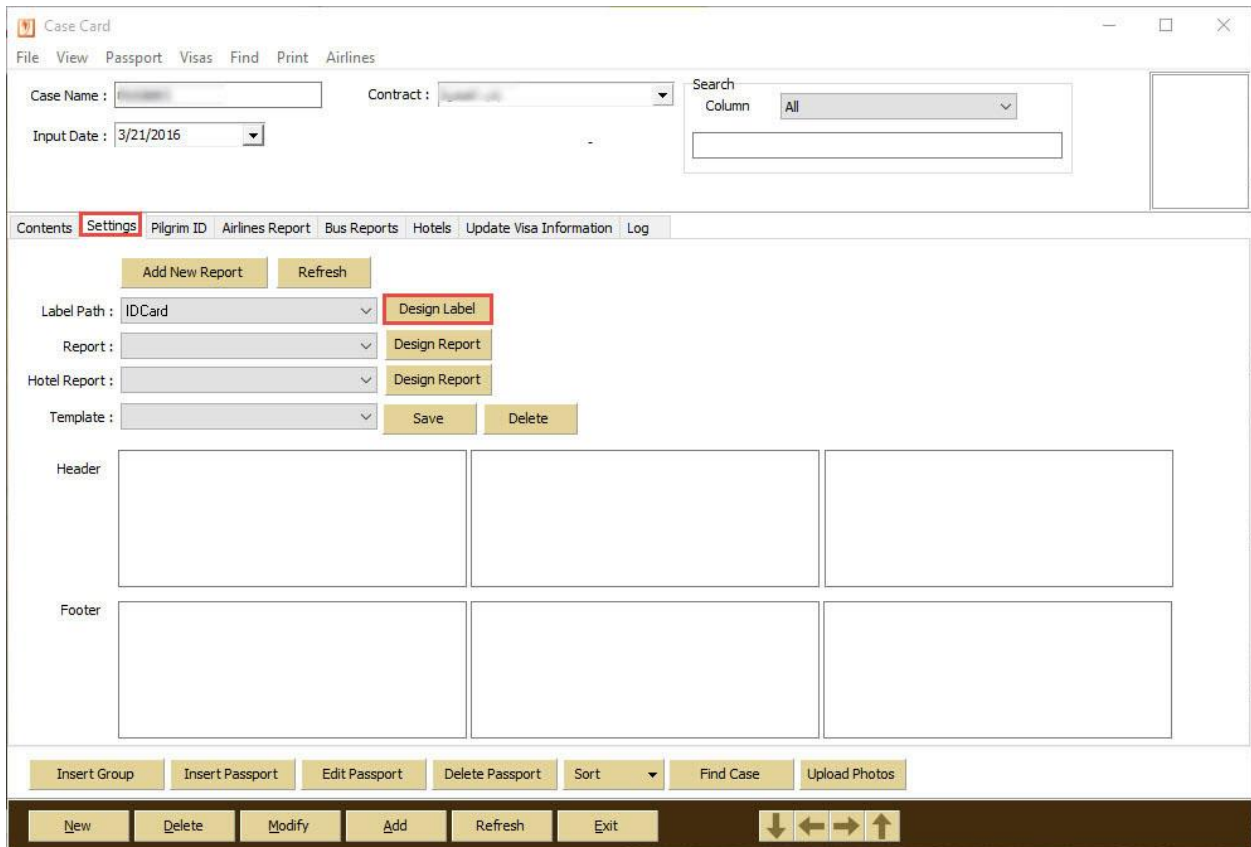 Case Card
File View Passport Visas Find Print Airlines
Case Name :
Contract :
Search
Column All
Input Date : 3/21/2016
-
Contents Settings Pilgrim ID Airlines Report Bus Reports Hotels Update Visa Information Log
Add New Report Refresh
Label Path : IDCard Design Label
Report : Design Report
Hotel Report : Design Report
Template : Save Delete
Header
Footer
Insert Group Insert Passport Edit Passport Delete Passport Sort Find Case Upload Photos
New Delete Modify Add Refresh Exit